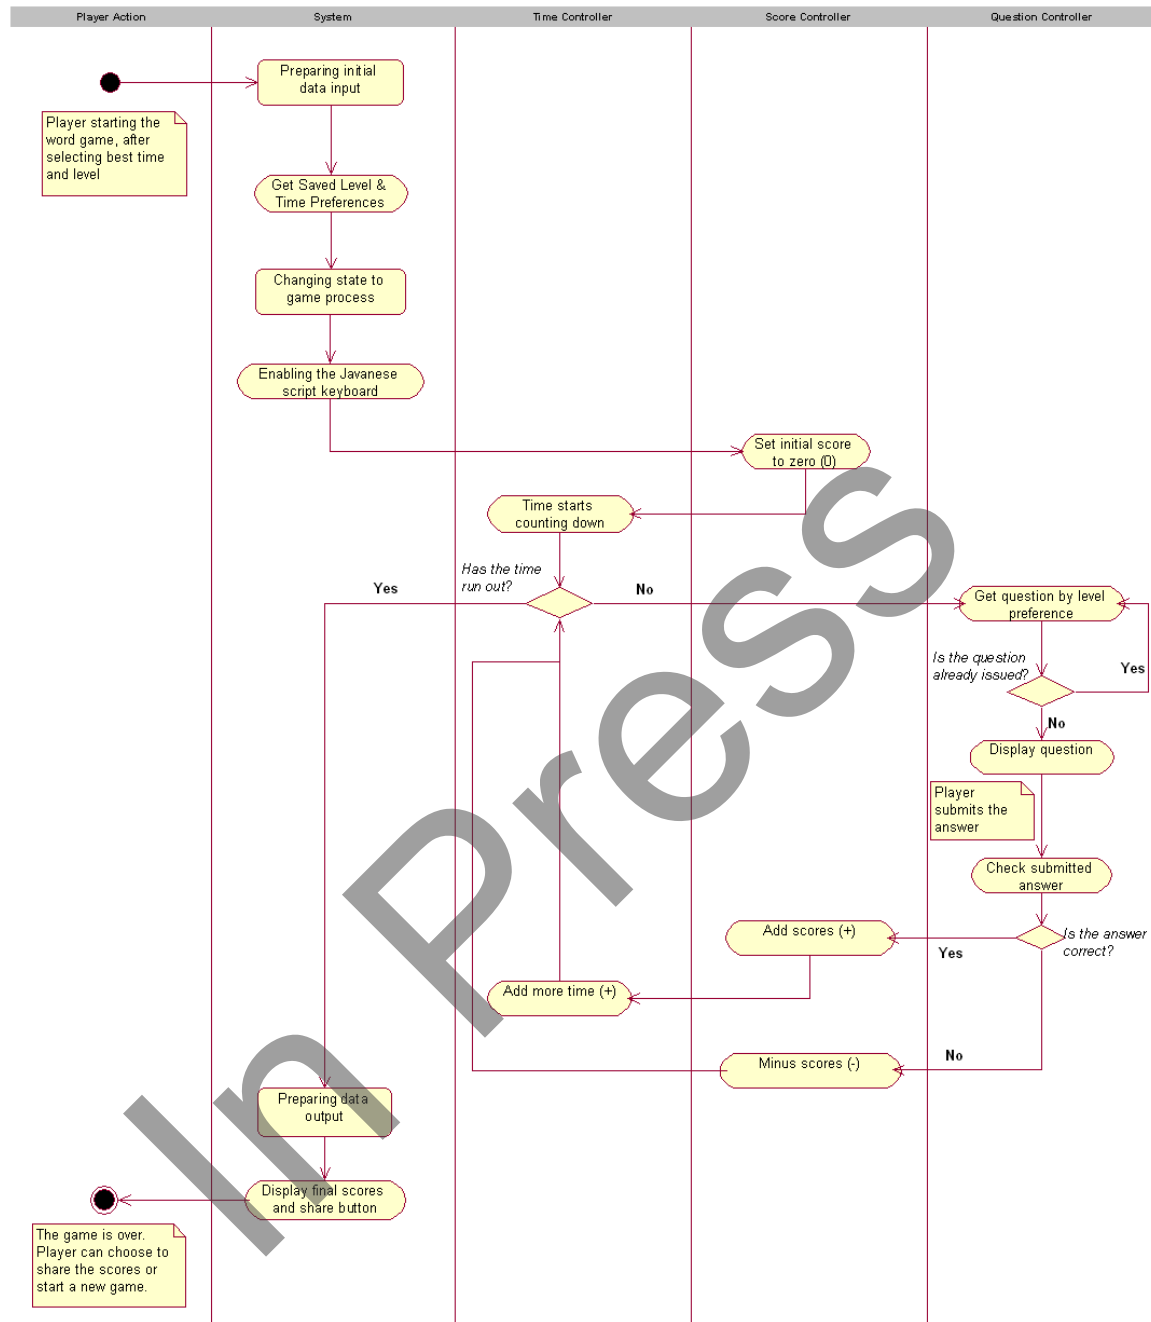 Player Action
System
Time Controller
Score Controller
Question Controller
Preparing initial
data input
Player starting the
word game, after
selecting best time
and level
Get Saved Level &
Time Preferences
Changing state to
game process
Enabling the Javanese
script keyboard
Set initial score
to zero (0)
Time starts
counting down
Has the time
run out?
Yes
No
Get question by level
preference
Is the question
already issued?
Yes
No
Display question
Player
submits the
answer
Check submitted
answer
Is the answer
correct?
Yes
Add scores (+)
Add more time (+)
No
Minus scores (-)
Preparing data
output
Display final scores
and share button
The game is over.
Player can choose to
share the scores or
start a new game.
In Press